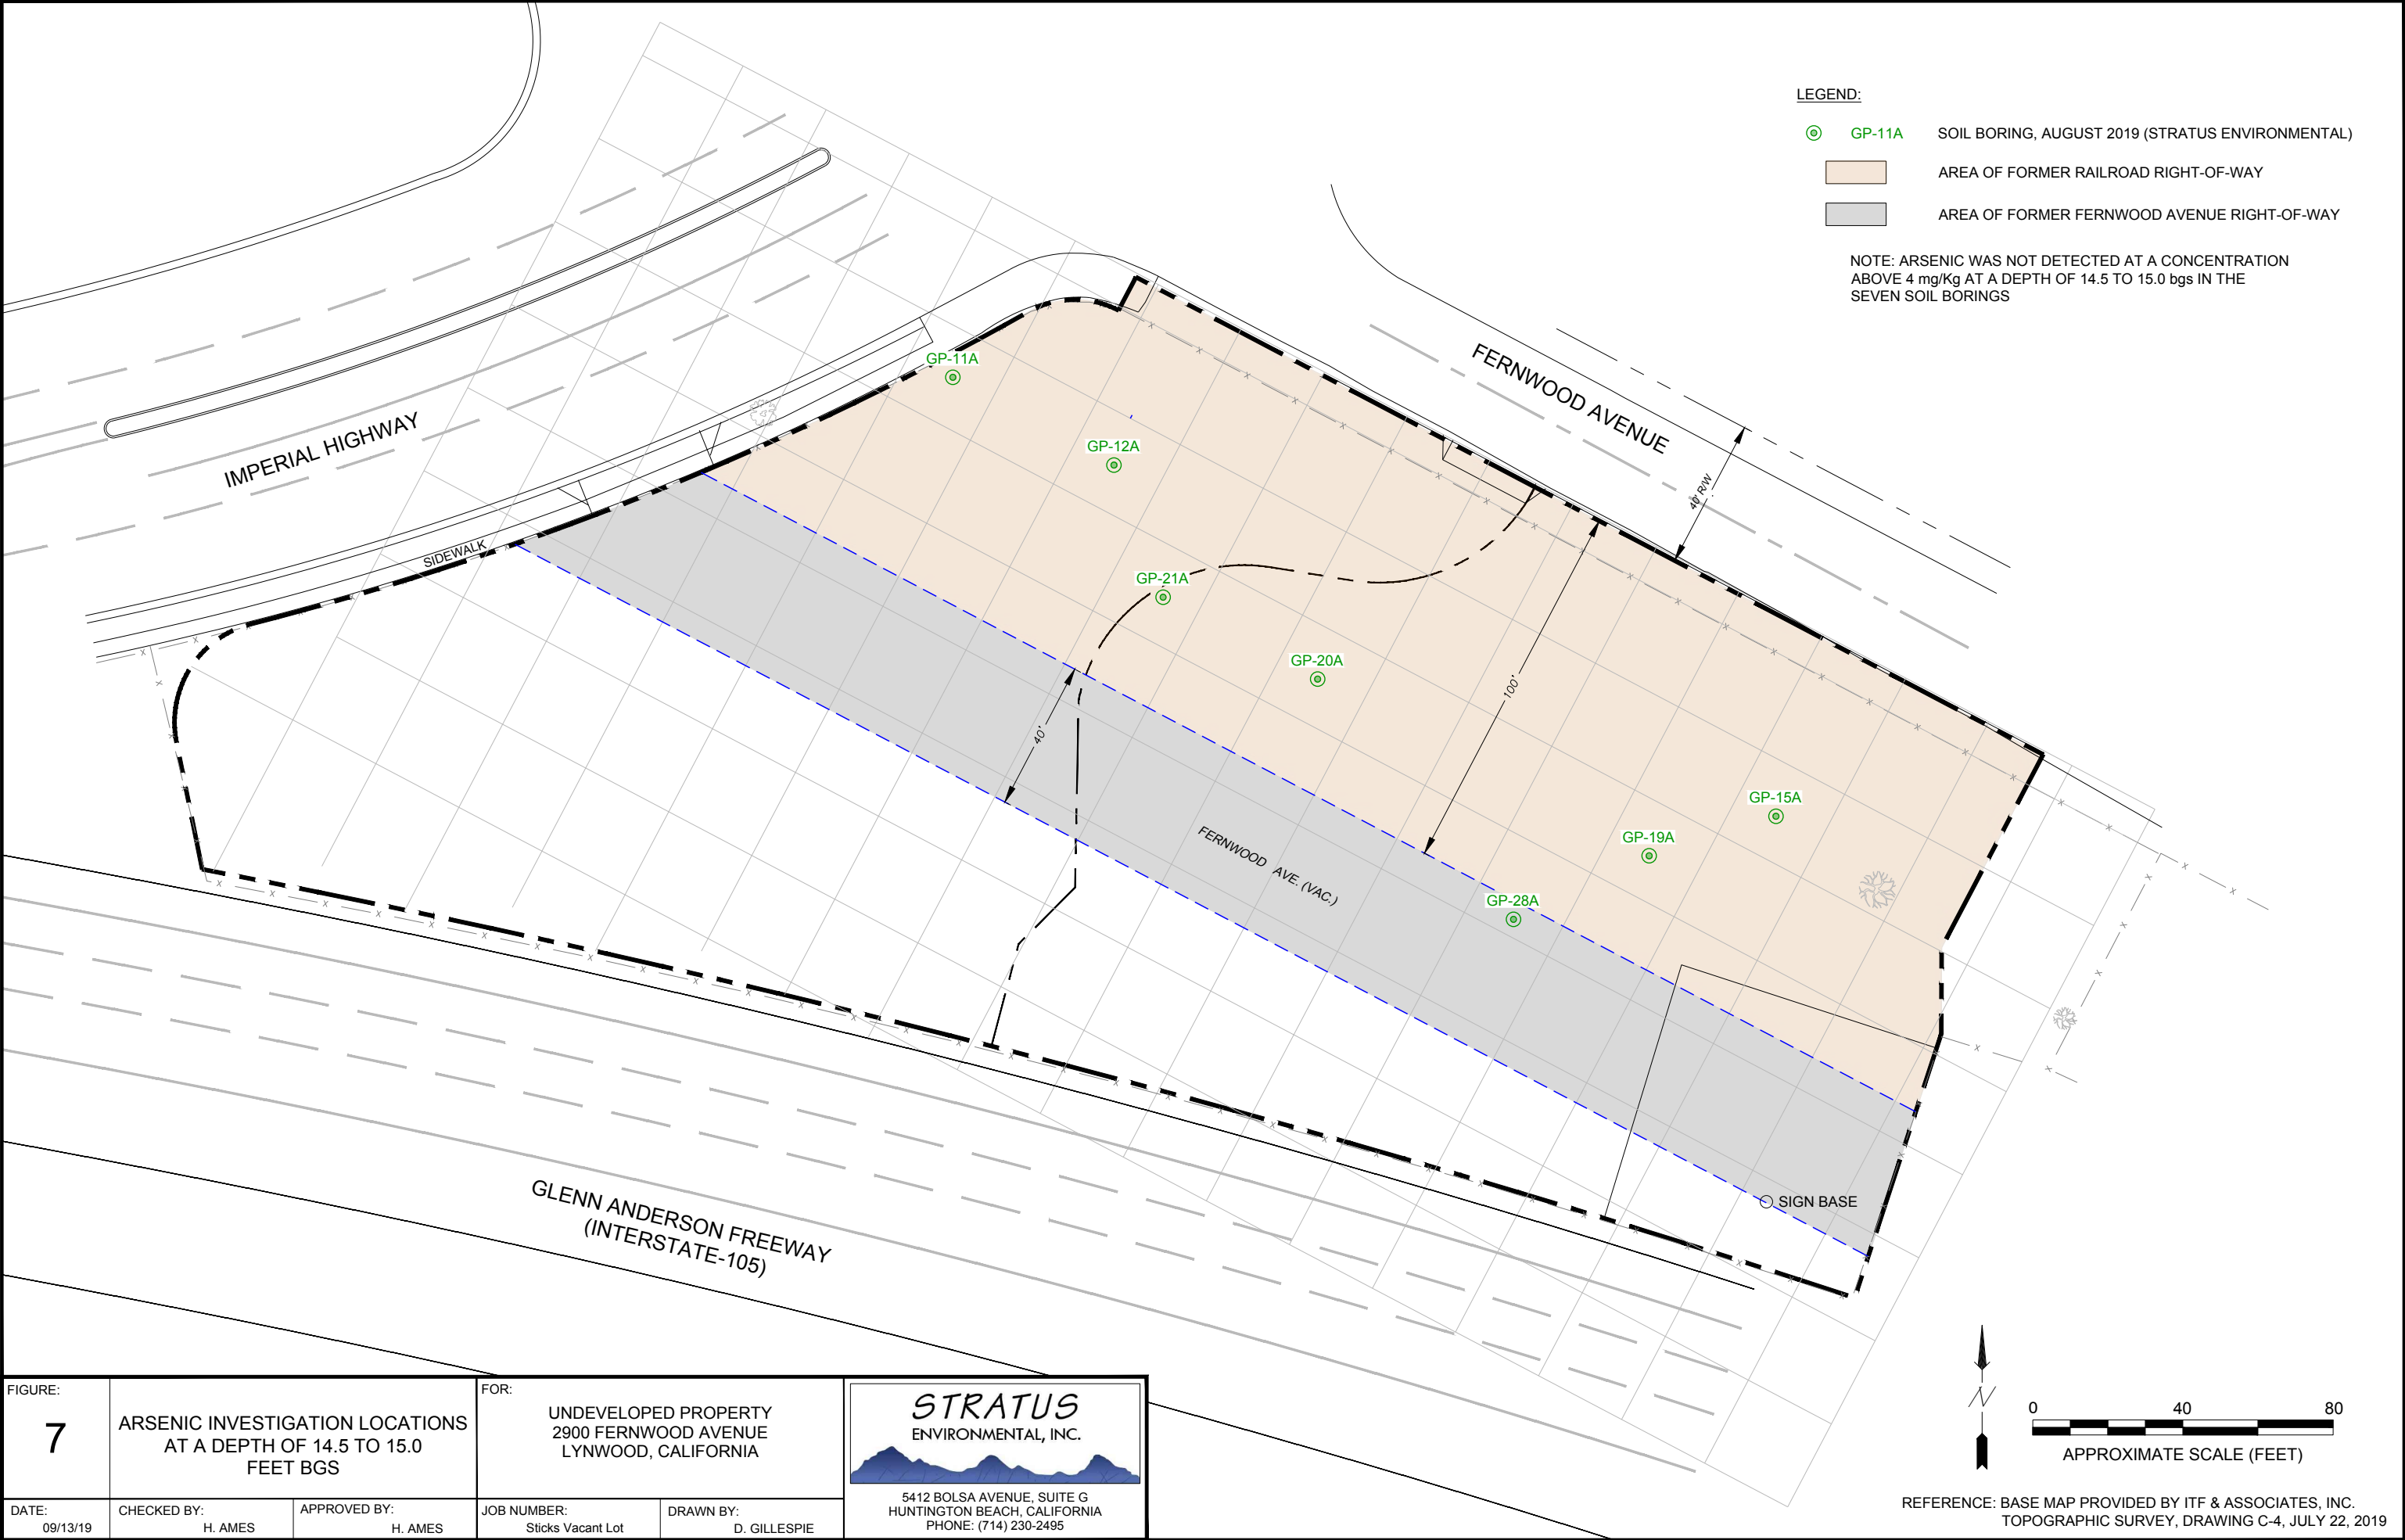 LEGEND:
GP-11A SOIL BORING, AUGUST 2019 (STRATUS ENVIRONMENTAL)
AREA OF FORMER RAILROAD RIGHT-OF-WAY
AREA OF FORMER FERNWOOD AVENUE RIGHT-OF-WAY
NOTE: ARSENIC WAS NOT DETECTED AT A CONCENTRATION
ABOVE 4 mg/Kg AT A DEPTH OF 14.5 TO 15.0 bgs IN THE
SEVEN SOIL BORINGS
FERNWOOD AVENUE
40' R/W
IMPERIAL HIGHWAY
SIDEWALK
GP-11A
GP-12A
GP-21A
GP-20A
100'
40'
GP-15A
GP-19A
GP-28A
FERNWOOD AVE. (VAC.)
SIGN BASE
GLENN ANDERSON FREEWAY
(INTERSTATE-105)
N
0 40 80
APPROXIMATE SCALE (FEET)
REFERENCE: BASE MAP PROVIDED BY ITF & ASSOCIATES, INC.
TOPOGRAPHIC SURVEY, DRAWING C-4, JULY 22, 2019
FIGURE:
7
ARSENIC INVESTIGATION LOCATIONS
AT A DEPTH OF 14.5 TO 15.0
FEET BGS
FOR:
UNDEVELOPED PROPERTY
2900 FERNWOOD AVENUE
LYNWOOD, CALIFORNIA
STRATUS
ENVIRONMENTAL, INC.
5412 BOLSA AVENUE, SUITE G
HUNTINGTON BEACH, CALIFORNIA
PHONE: (714) 230-2495
DATE:
09/13/19
CHECKED BY:
H. AMES
APPROVED BY:
H. AMES
JOB NUMBER:
Sticks Vacant Lot
DRAWN BY:
D. GILLESPIE